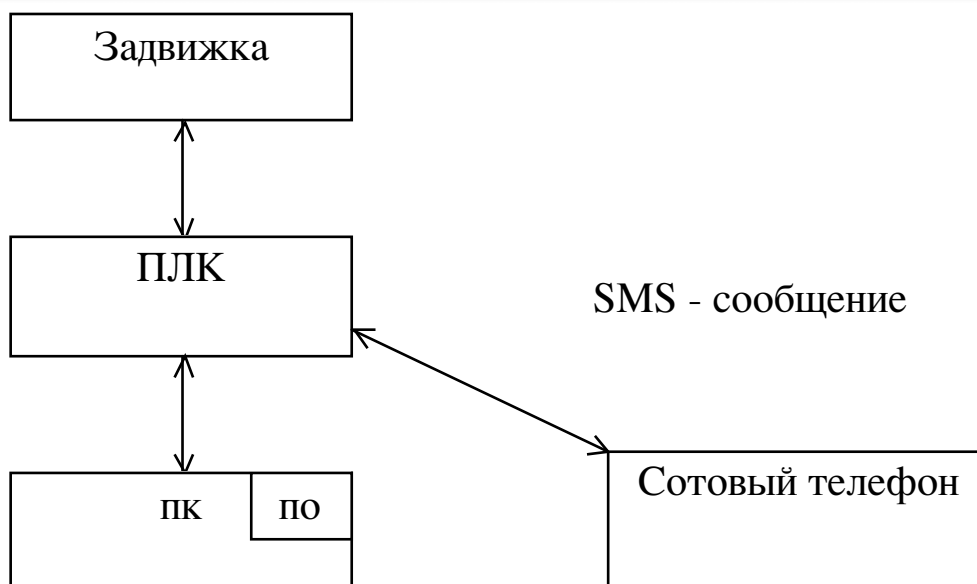 Задвижка
ПЛК
SMS - сообщение
Сотовый телефон
пк
по